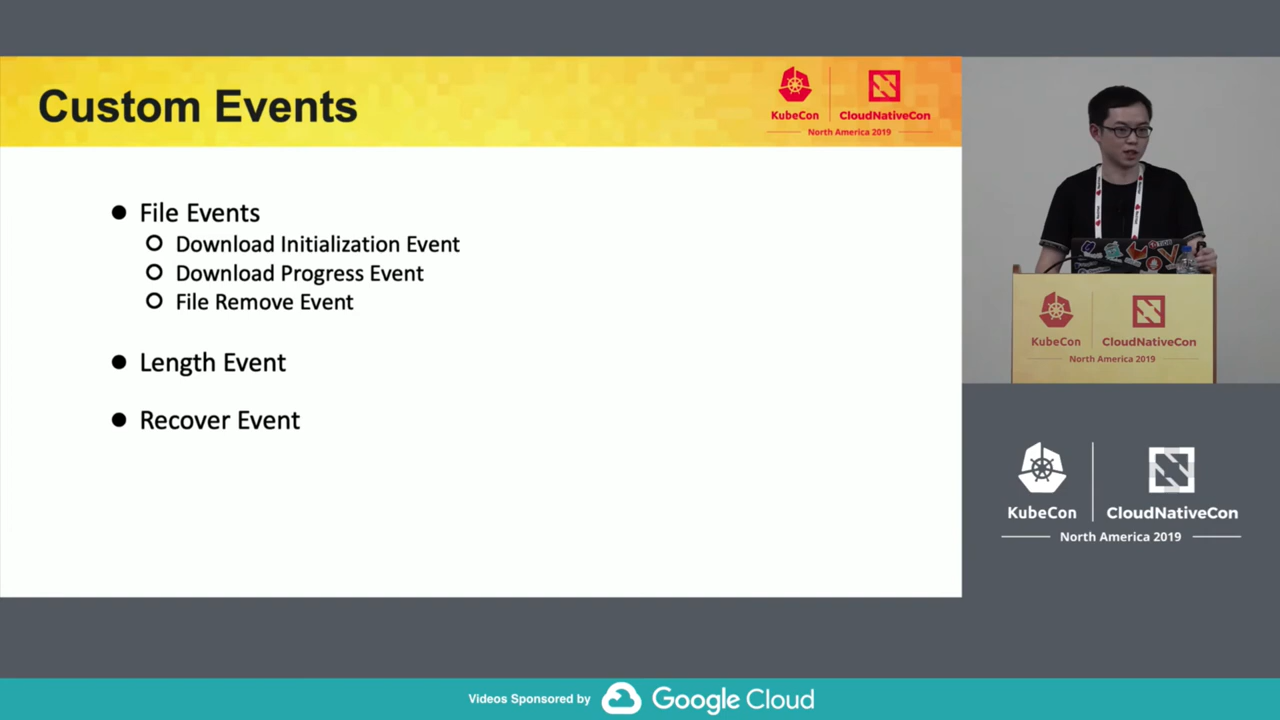 Custom Events
KubeCon
CloudNativeCon
North America 2019
File Events
Download Initialization Event
Download Progress Event
File Remove Event
Length Event
Recover Event
KubeCon
CloudNativeCon
North America 2019
KubeCon
CloudNativeCon
North America 2019
Videos Sponsored by
Google Cloud